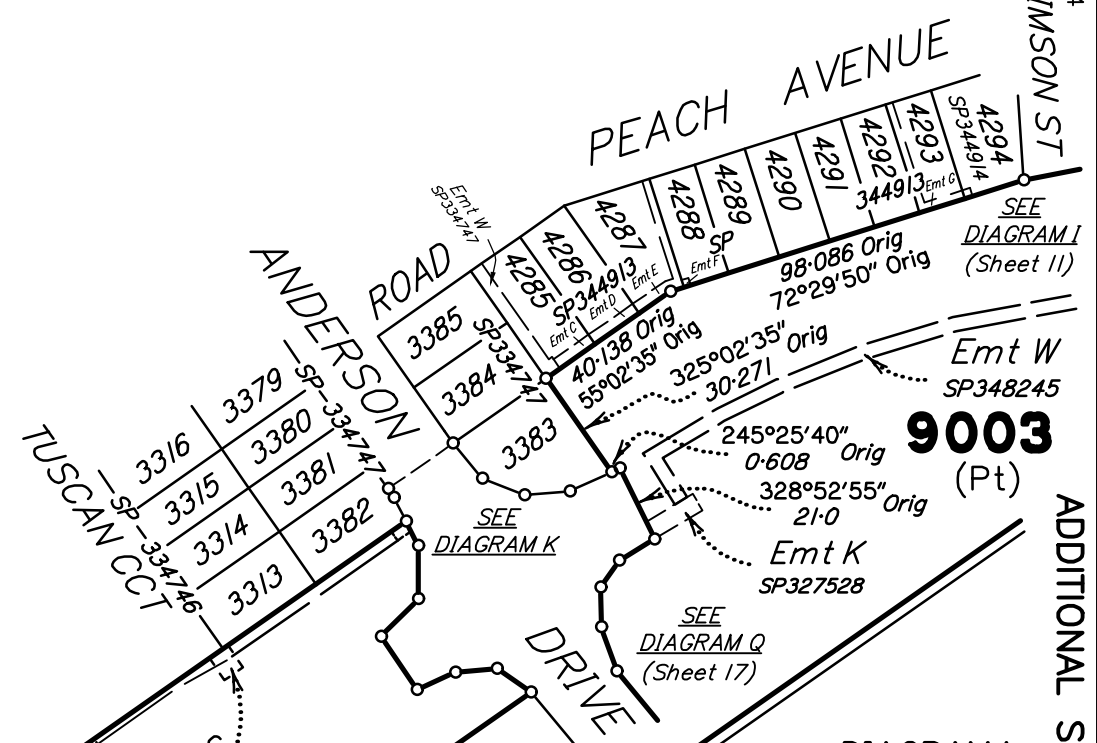 PEACH AVENUE
IMSON ST
4294
SP344914
4293
4292
4291
4290
4289
4288
SP
344913
Emt G
Emt F
SEE
DIAGRAM I
(Sheet 11)
98·086 Orig
72°29'50" Orig
Emt W
SP334747
4287
4286
4285
SP344913
Emt E
Emt D
Emt C
40·138 Orig
55°02'35" Orig
325°02'35" Orig
30·271
ANDERSON
ROAD
3385
3384
SP334747
3383
Emt W
SP348245
9003
(Pt)
245°25'40" Orig
0·608
328°52'55" Orig
21·0
Emt K
SP327528
3379
3380
3381
3382
SP 334747
3316
3315
3314
3313
SP 334746
TUSCAN CCT
SEE
DIAGRAM K
SEE
DIAGRAM Q
(Sheet 17)
DRIVE
ADDITIONAL S